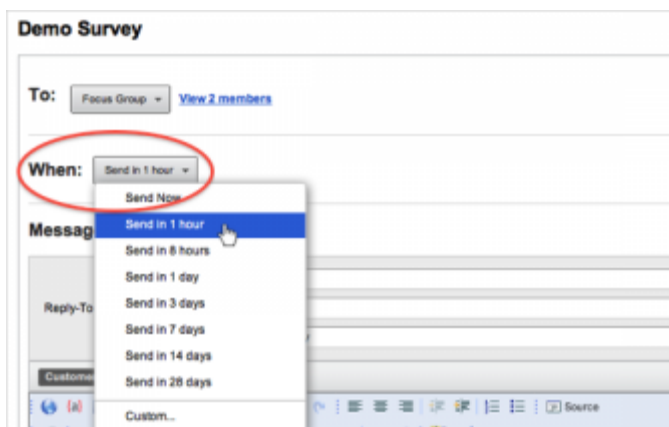 Demo Survey
To: Focus Group View 2 members
When: Send in 1 hour
Send Now
Send in 1 hour
Messag
Send in 8 hours
Send in 1 day
Send in 3 days
Reply-To
Send in 7 days
Send in 14 days
Custome
Send in 28 days
{a} Source
Custom...